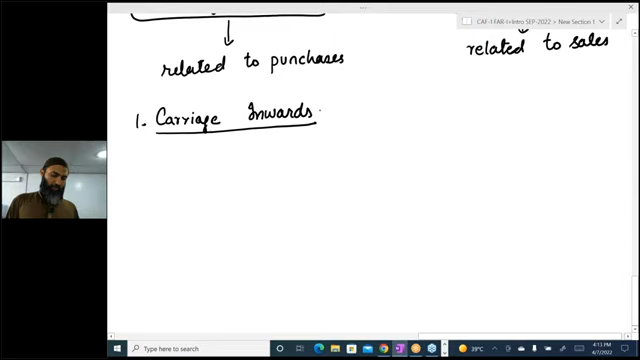 CAF-1 FAR-I+Intro SEP-2022 > New Section 1
related to purchases
related to sales
1- Carriage Inwards
Type here to search
29°C
4:13 PM
4/7/2022